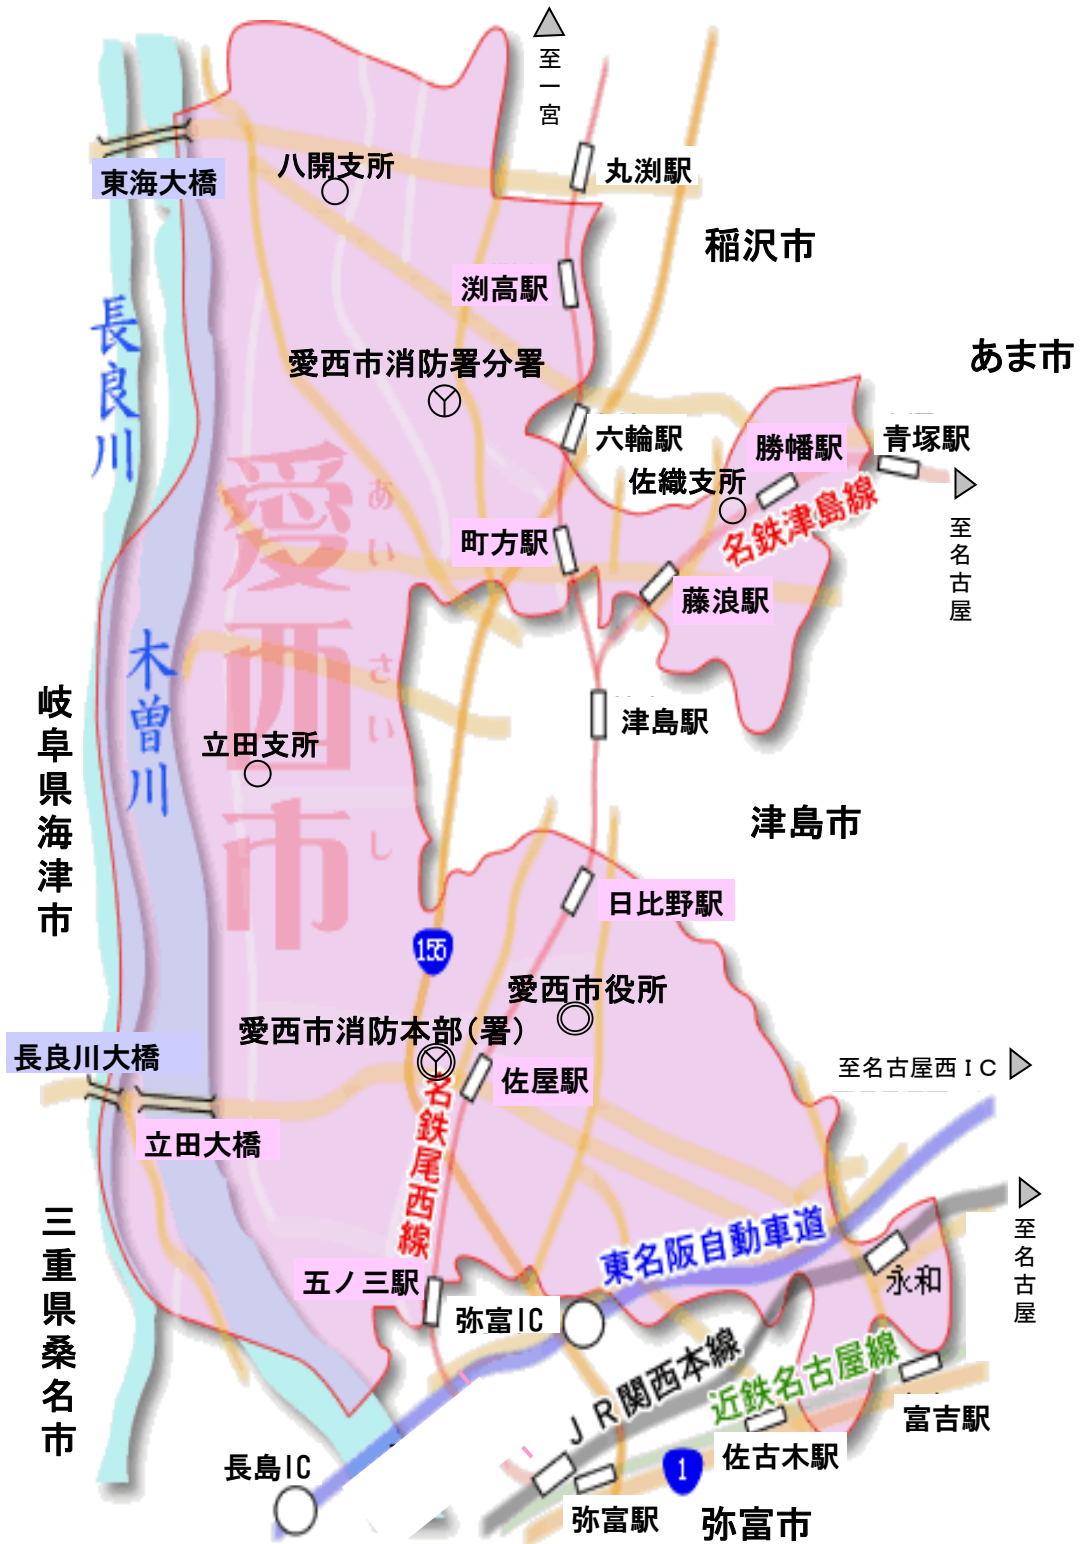 至一宮
丸渕駅
八開支所
東海大橋
稲沢市
渕高駅
長良川
あま市
愛西市消防署分署
六輪駅
勝幡駅
青塚駅
佐織支所
名鉄津島線
至名古屋
町方駅
藤浪駅
愛西市
あいさいし
木曽川
岐阜県海津市
立田支所
津島駅
津島市
日比野駅
155
愛西市役所
愛西市消防本部(署)
長良川大橋
佐屋駅
至名古屋西IC
名鉄尾西線
立田大橋
三重県桑名市
東名阪自動車道
至名古屋
五ノ三駅
永和
弥富IC
JR関西本線
近鉄名古屋線
富吉駅
長島IC
佐古木駅
1
弥富駅
弥富市